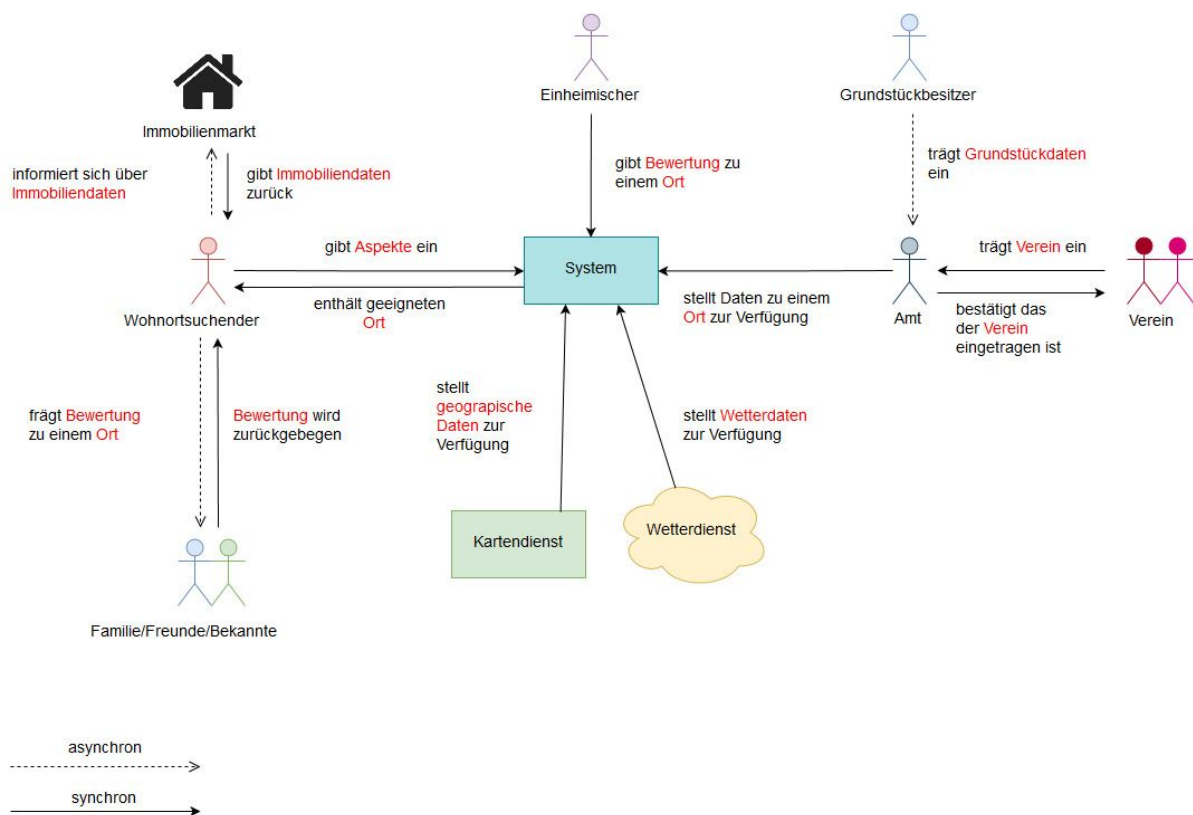 Einheimischer
Grundstückbesitzer
Immobilienmarkt
informiert sich über
Immobiliendaten
gibt Immobiliendaten
zurück
gibt Bewertung zu
einem Ort
trägt Grundstückdaten
ein
gibt Aspekte ein
System
trägt Verein ein
enthält geeigneten
Ort
stellt Daten zu einem
Ort zur Verfügung
bestätigt das
der Verein
eingetragen ist
Wohnortsuchender
Amt
Verein
frägt Bewertung
zu einem Ort
Bewertung wird
zurückgebegen
stellt
geograpische
Daten zur
Verfügung
stellt Wetterdaten
zur Verfügung
Kartendienst
Wetterdienst
Familie/Freunde/Bekannte
asynchron
synchron